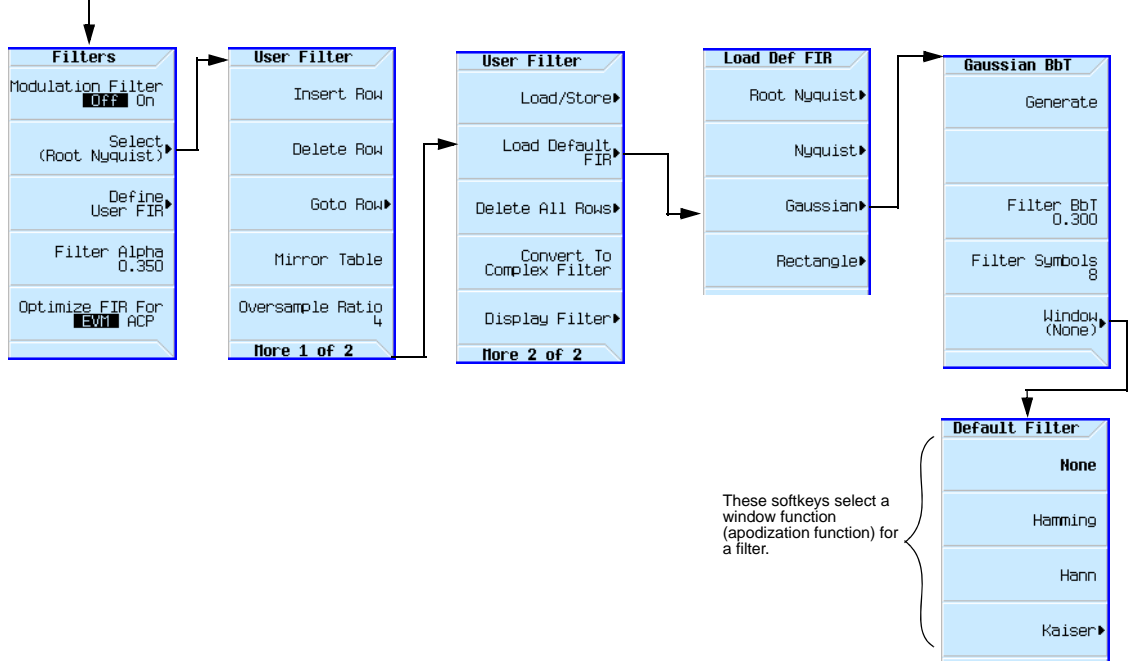 Filters
Modulation Filter
Off On
Select
(Root Nyquist)
Define
User FIR
Filter Alpha
0.350
Optimize FIR For
EVM ACP
User Filter
Insert Row
Delete Row
Goto Row
Mirror Table
Oversample Ratio
4
More 1 of 2
User Filter
Load/Store
Load Default
FIR
Delete All Rows
Convert To
Complex Filter
Display Filter
More 2 of 2
Load Def FIR
Root Nyquist
Nyquist
Gaussian
Rectangle
Gaussian BbT
Generate
Filter BbT
0.300
Filter Symbols
8
Window
(None)
Default Filter
None
Hamming
Hann
Kaiser
These softkeys select a
window function
(apodization function) for
a filter.